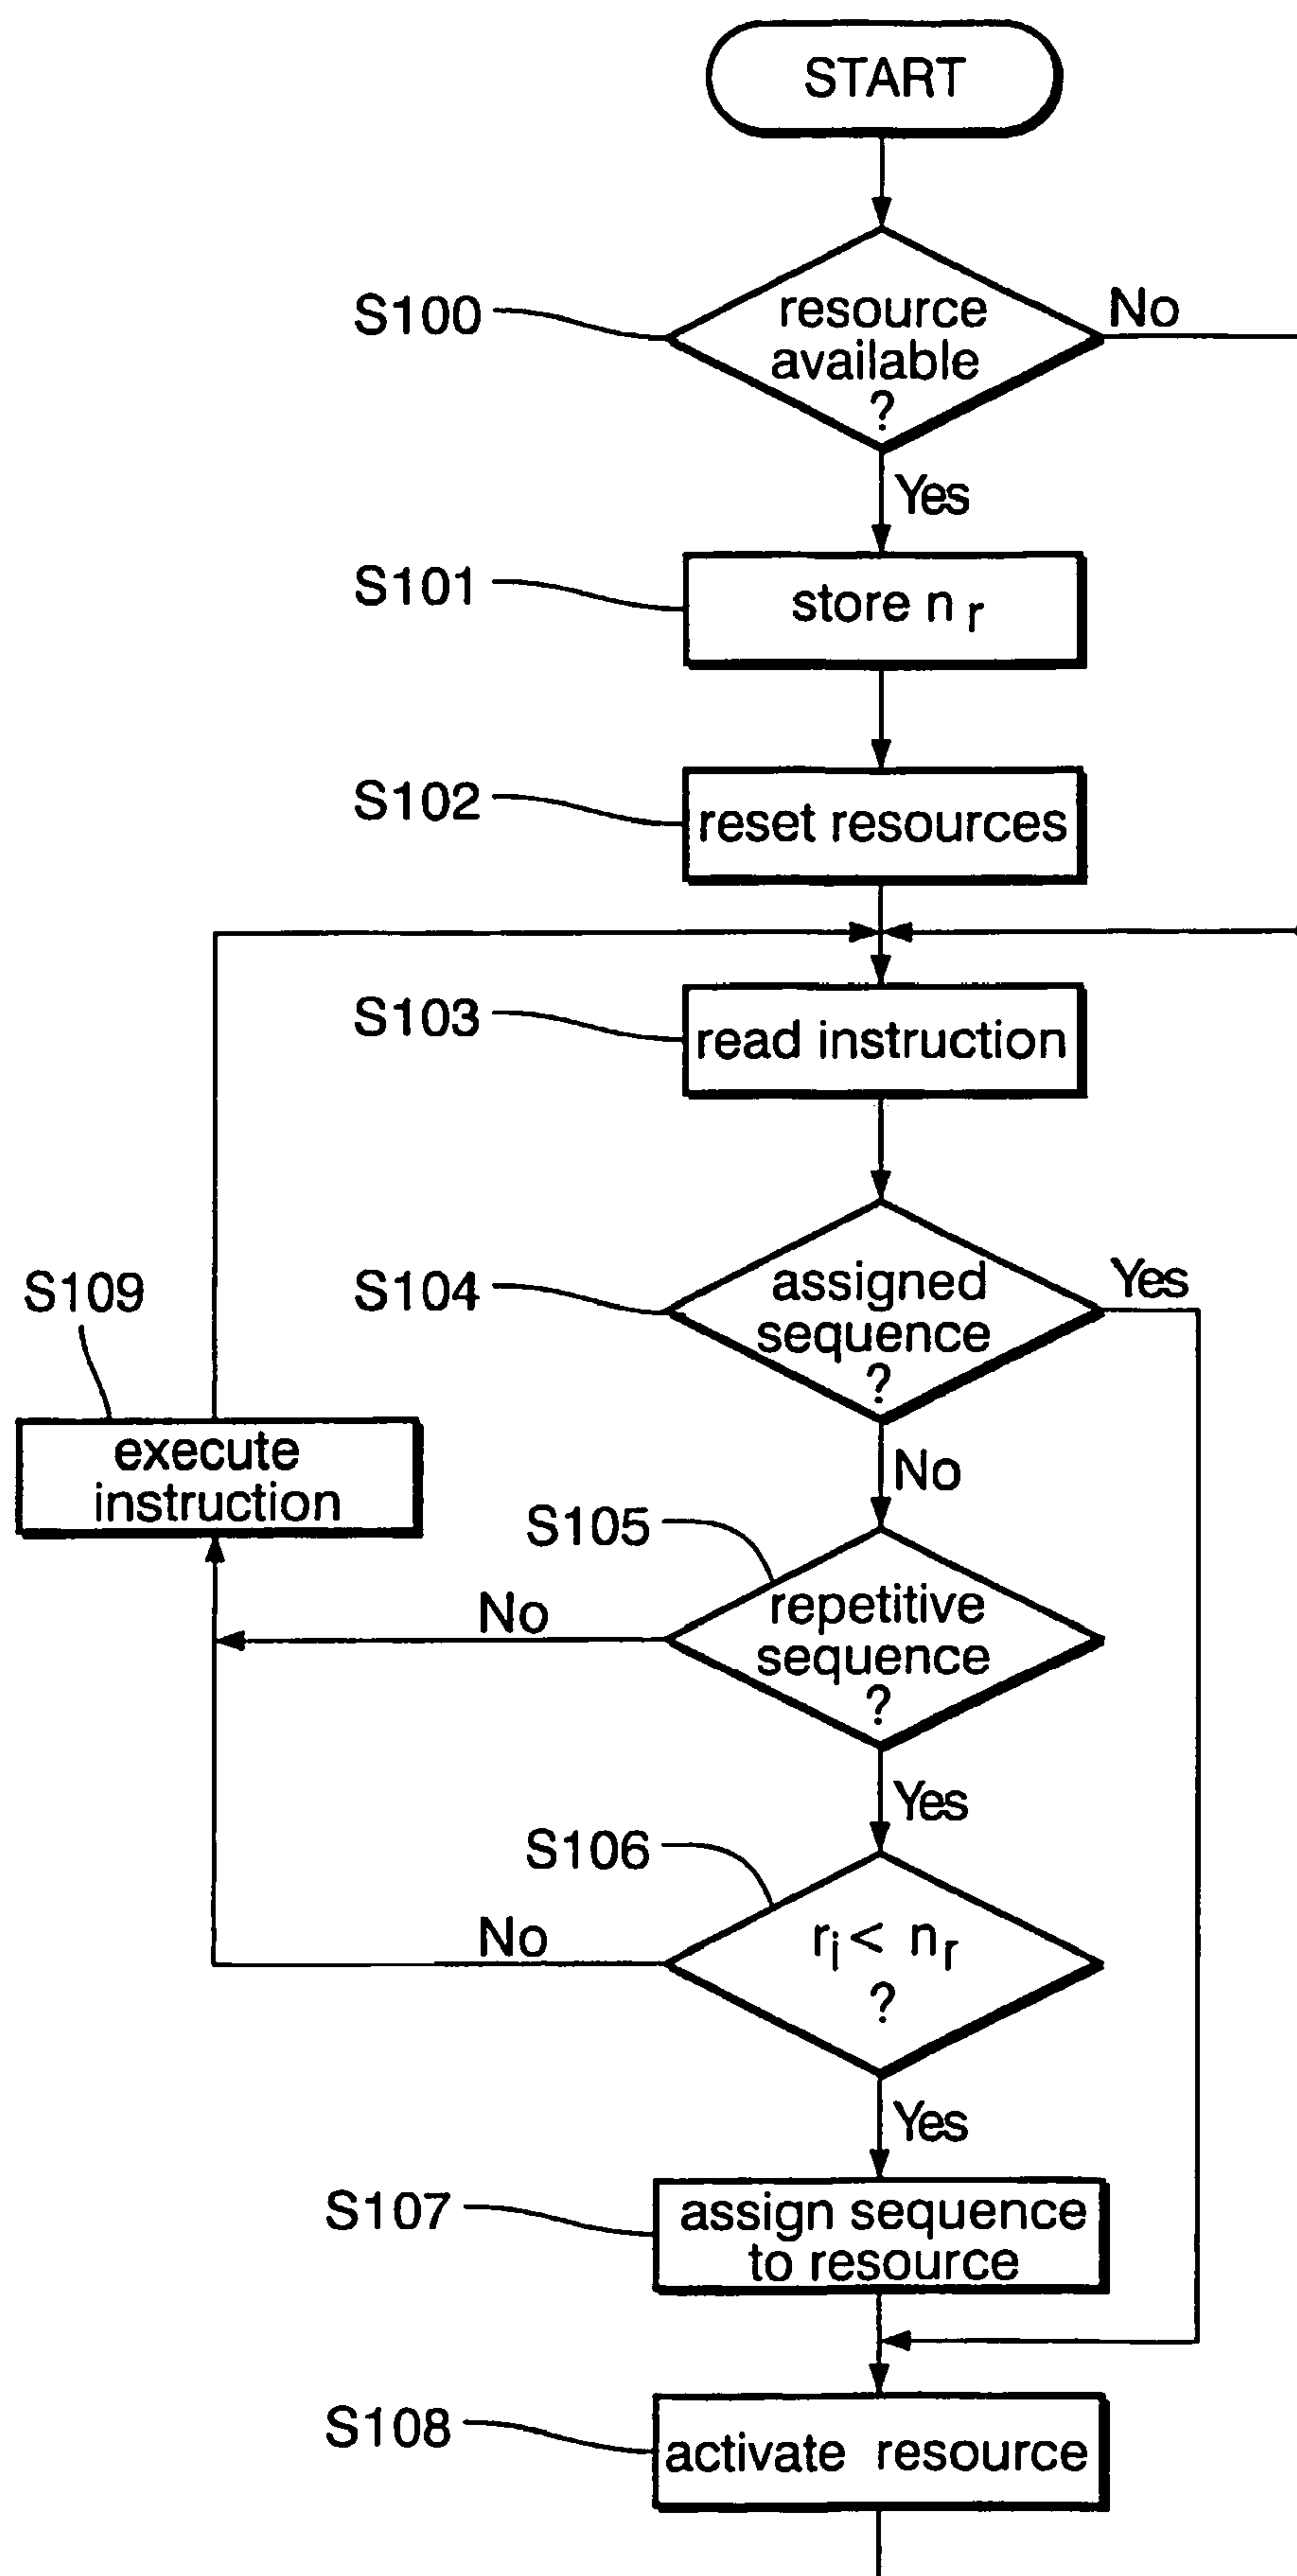 START
S100
resource
available
?
No
Yes
S101
store n r
S102
reset resources
S103
read instruction
S104
assigned
sequence
?
Yes
No
S109
execute
instruction
S105
repetitive
sequence
?
No
Yes
S106
ri < nr
?
No
Yes
S107
assign sequence
to resource
S108
activate resource